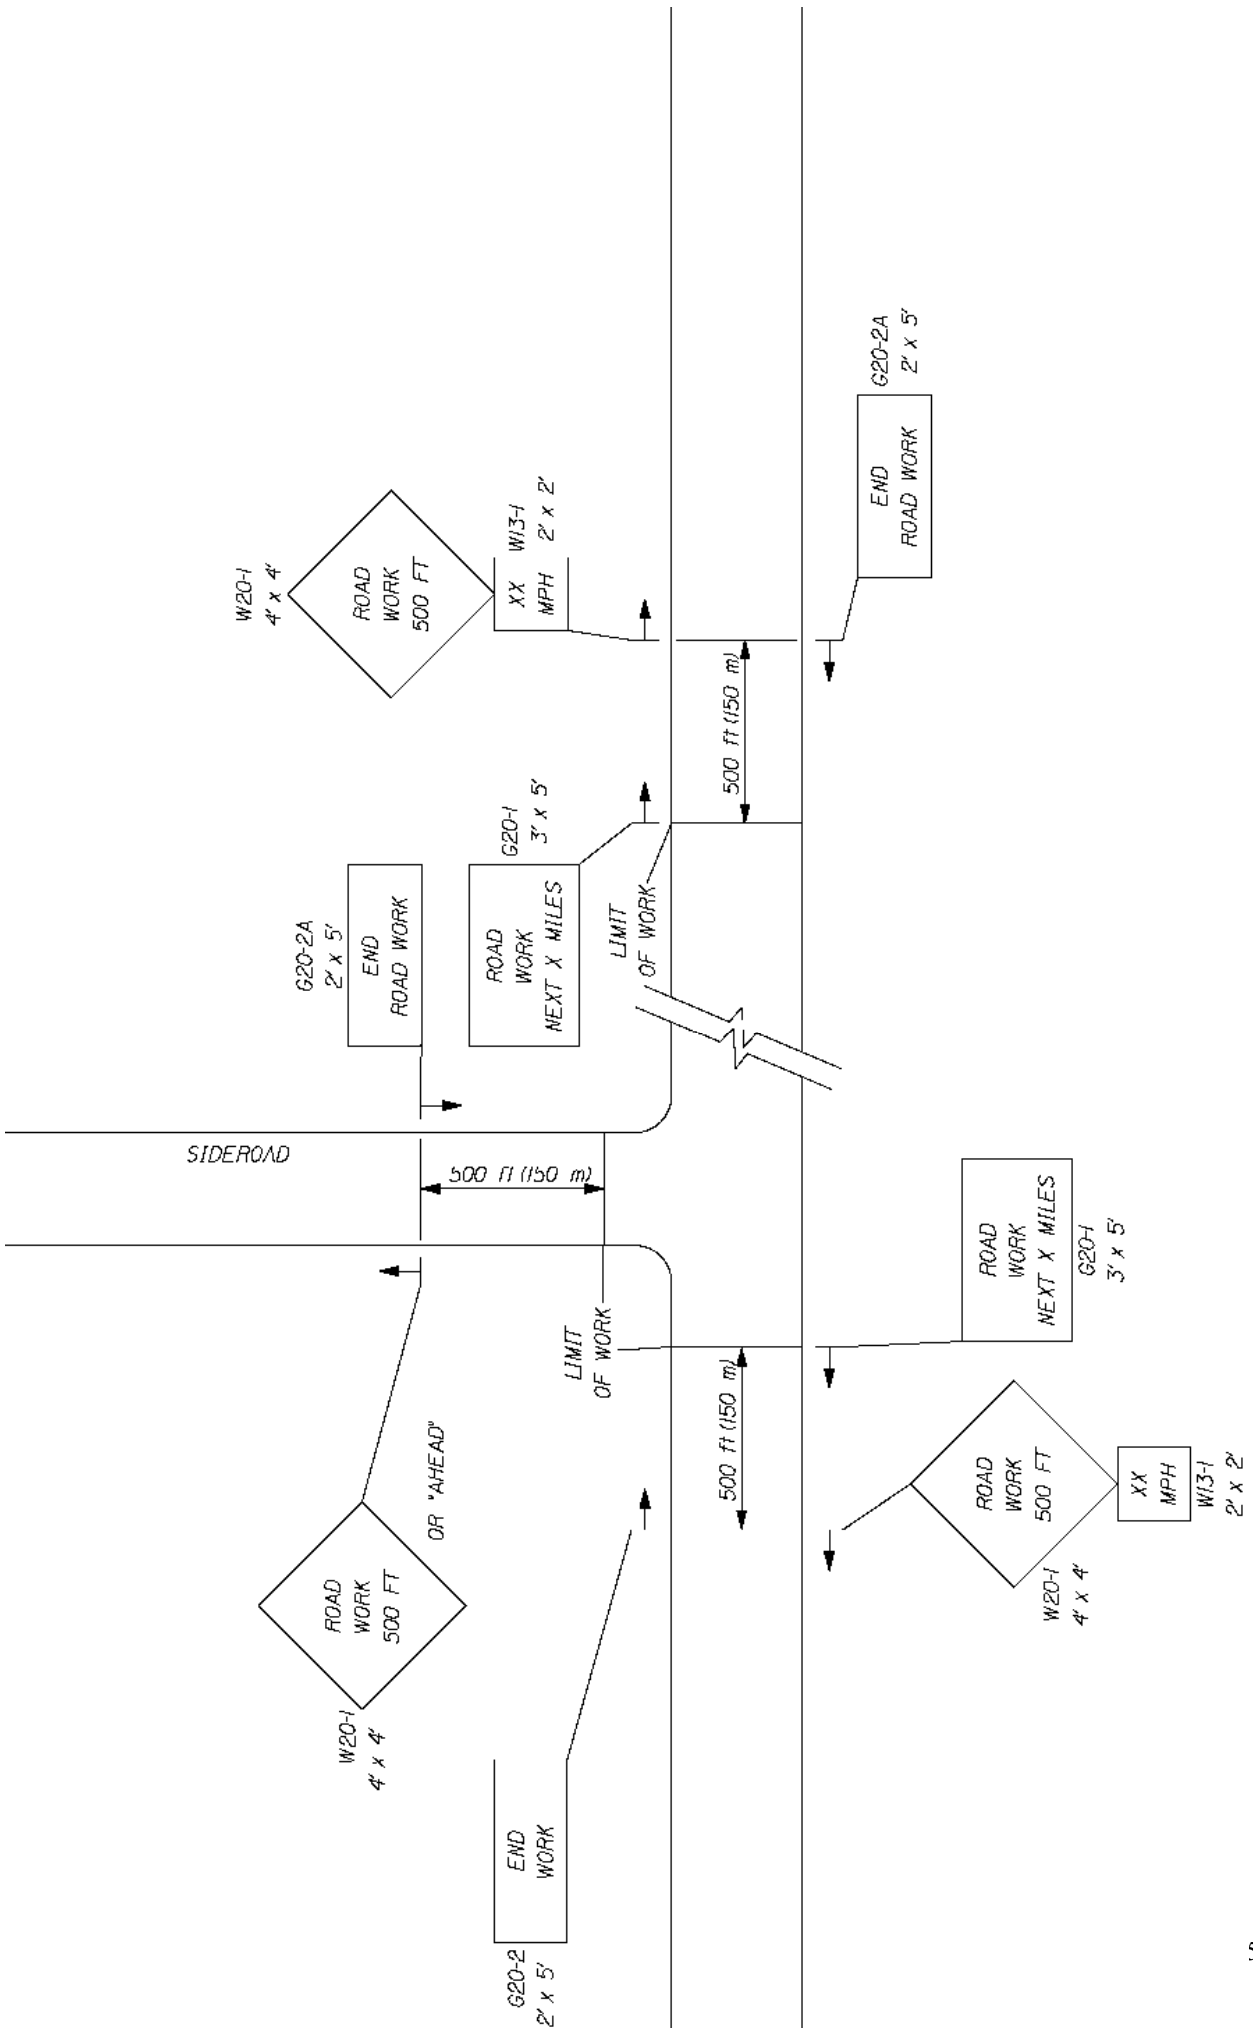 W20-1
4' x 4'
ROAD
WORK
500 FT
OR "AHEAD"
SIDEROAD
G20-2A
2' x 5'
END
ROAD WORK
W20-1
4' x 4'
ROAD
WORK
500 FT
XX
MPH
W13-1
2' x 2'
G20-2
2' x 5'
END
WORK
LIMIT
OF WORK
500 ft (150 m)
ROAD
WORK
NEXT X MILES
G20-1
3' x 5'
LIMIT
OF WORK
500 ft (150 m)
500 ft (150 m)
W20-1
4' x 4'
ROAD
WORK
500 FT
XX
MPH
W13-1
2' x 2'
ROAD
WORK
NEXT X MILES
G20-1
3' x 5'
END
ROAD WORK
G20-2A
2' x 5'